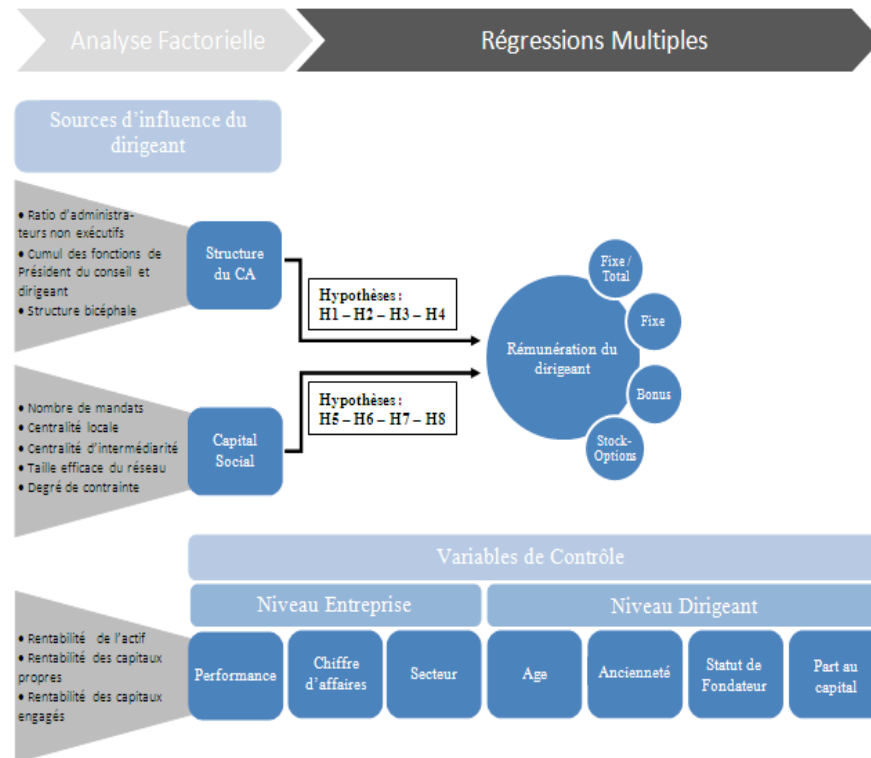 Analyse Factorielle
Régressions Multiples
Sources d'influence du
dirigeant
● Ratio d'administra-
teurs non exécutifs
● Cumul des fonctions de
Président du conseil et
dirigeant
● Structure bicéphale
Structure
du CA
Hypothèses :
H1 – H2 – H3 – H4
Fixe /
Total
Fixe
Rémunération du
dirigeant
Bonus
Stock-
Options
● Nombre de mandats
● Centralité locale
● Centralité d'intermédiarité
● Taille efficace du réseau
● Degré de contrainte
Capital
Social
Hypothèses :
H5 – H6 – H7 – H8
Variables de Contrôle
Niveau Entreprise
Niveau Dirigeant
● Rentabilité de l'actif
● Rentabilité des capitaux
propres
● Rentabilité des capitaux
engagés
Performance
Chiffre
d'affaires
Secteur
Age
Ancienneté
Statut de
Fondateur
Part au
capital